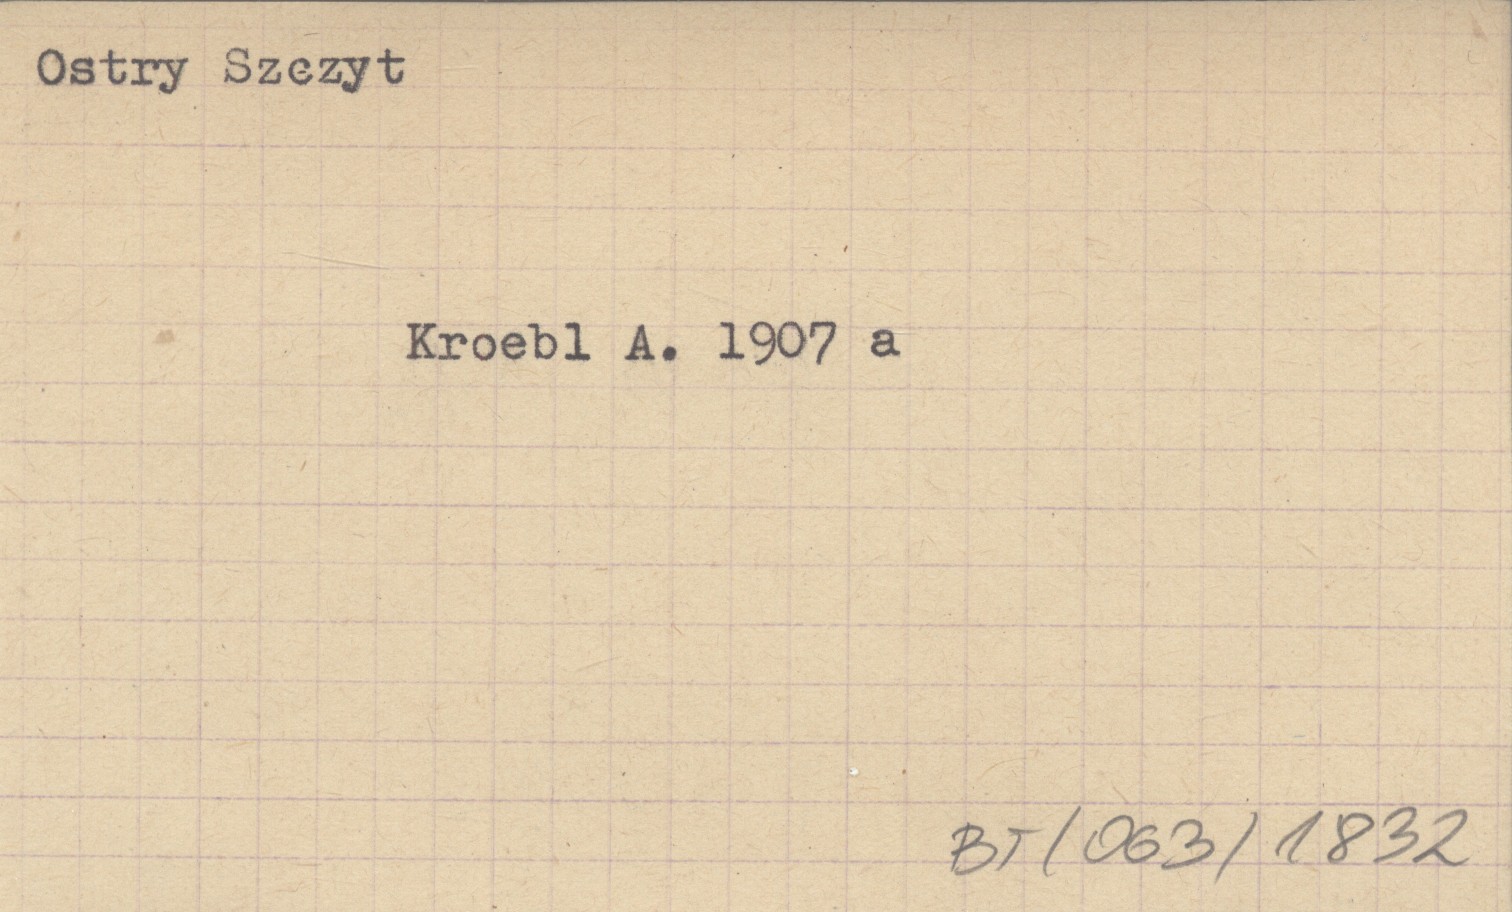 Ostry Szczyt
Kroebl A. 1907 a
BT/063/1832